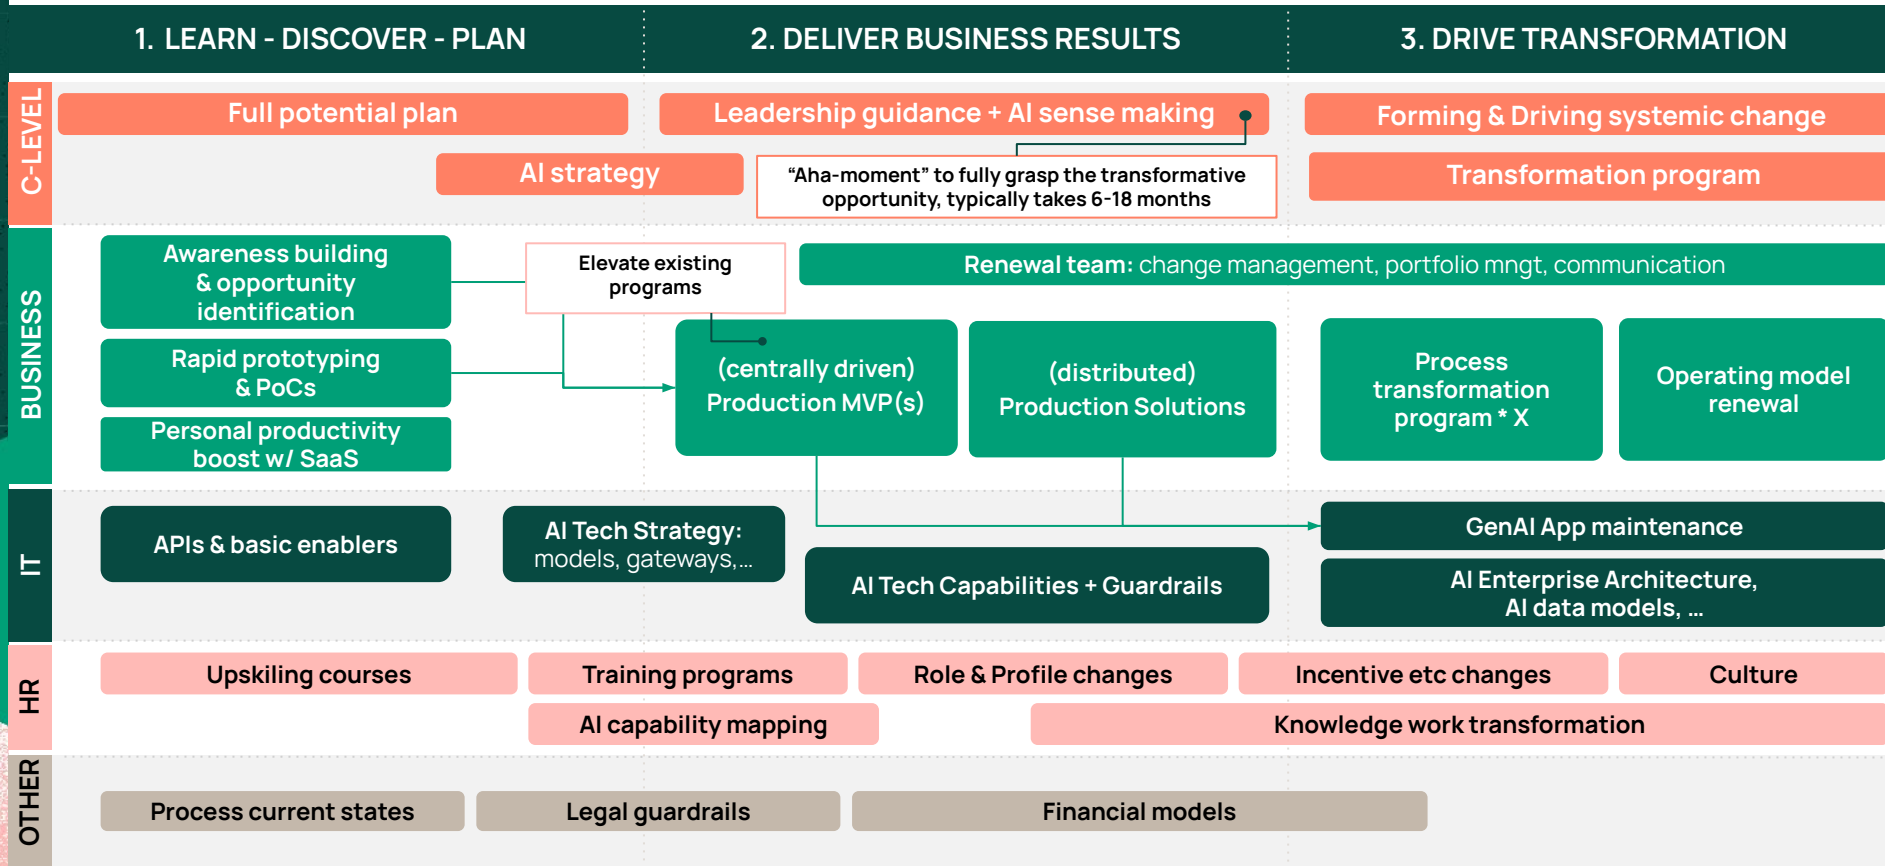 1. LEARN - DISCOVER - PLAN
2. DELIVER BUSINESS RESULTS
3. DRIVE TRANSFORMATION
C-LEVEL
Full potential plan
Leadership guidance + AI sense making
Forming & Driving systemic change
AI strategy
“Aha-moment” to fully grasp the transformative
opportunity, typically takes 6-18 months
Transformation program
BUSINESS
Awareness building
& opportunity
identification
Elevate existing
programs
Renewal team: change management, portfolio mngt, communication
Rapid prototyping
& PoCs
Personal productivity
boost w/ SaaS
(centrally driven)
Production MVP(s)
(distributed)
Production Solutions
Process
transformation
program * X
Operating model
renewal
IT
APIs & basic enablers
AI Tech Strategy:
models, gateways,...
AI Tech Capabilities + Guardrails
GenAI App maintenance
AI Enterprise Architecture,
AI data models, ...
HR
Upskiling courses
Training programs
Role & Profile changes
Incentive etc changes
Culture
AI capability mapping
Knowledge work transformation
OTHER
Process current states
Legal guardrails
Financial models